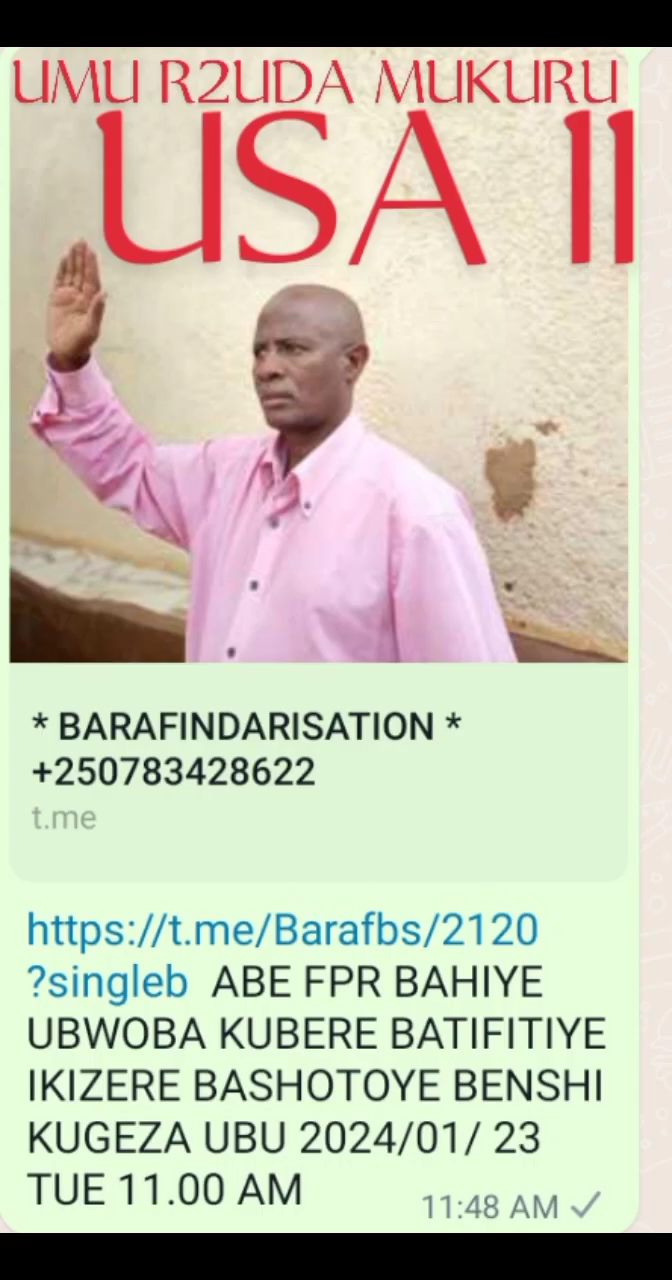 UMU R2UDA MUKURU
USA II
* BARAFINDARISATION *
+250783428622
t.me
https://t.me/Barafbs/2120
?singleb ABE FPR BAHIYE
UBWOBA KUBERE BATIFITIYE
IKIZERE BASHOTOYE BENSHI
KUGEZA UBU 2024/01/ 23
TUE 11.00 AM
11:48 AM